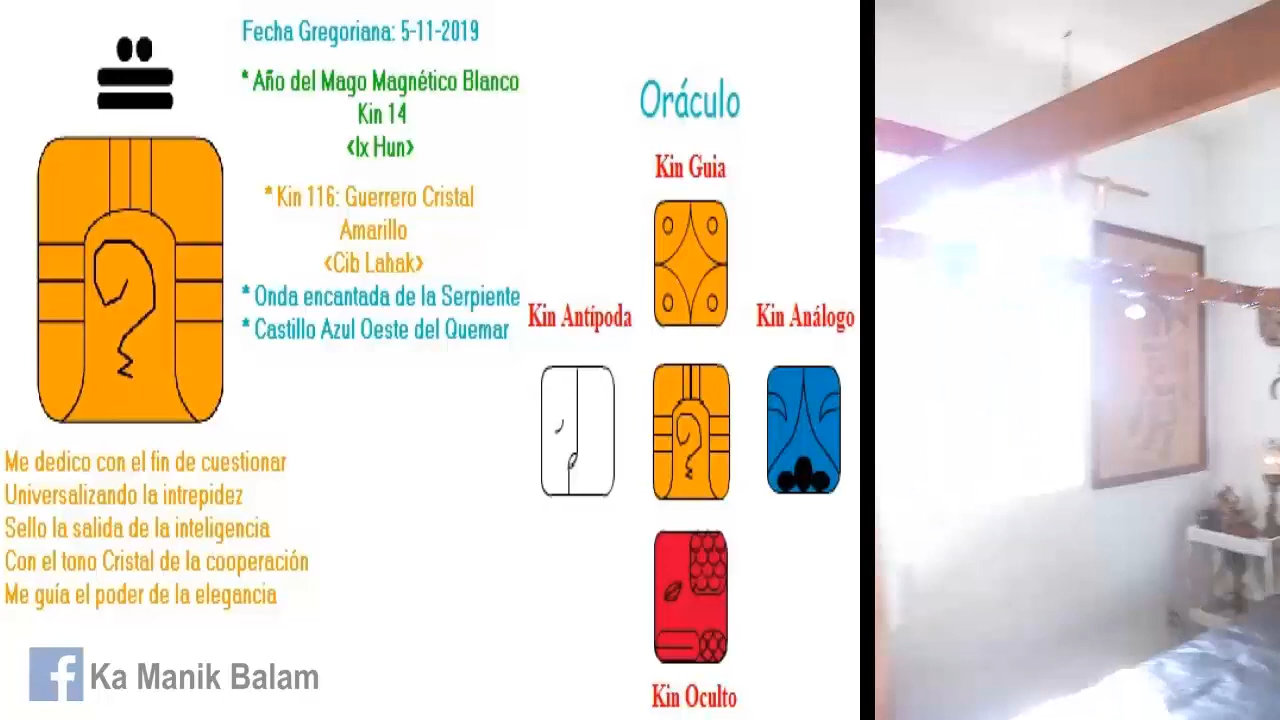 Fecha Gregoriana: 5-11-2019
* Año del Mago Magnético Blanco
Kin 14
<Ix Hun>
* Kin 116: Guerrero Cristal
Amarillo
<Cib Lahak>
* Onda encantada de la Serpiente
* Castillo Azul Oeste del Quemar
Me dedico con el fin de cuestionar
Universalizando la intrepidez
Sello la salida de la inteligencia
Con el tono Cristal de la cooperación
Me guía el poder de la elegancia
f Ka Manik Balam
Oráculo
Kin Guia
Kin Antípoda
Kin Análogo
Kin Oculto